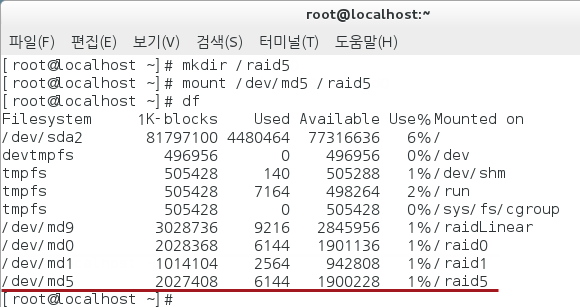 root@localhost:~
파일(F) 편집(E) 보기(V) 검색(S) 터미널(T) 도움말(H)
[root@localhost ~]# mkdir /raid5
[root@localhost ~]# mount /dev/md5 /raid5
[root@localhost ~]# df
Filesystem 1K-blocks Used Available Use% Mounted on
/dev/sda2 81797100 4480464 77316636 6% /
devtmpfs 496956 0 496956 0% /dev
tmpfs 505428 140 505288 1% /dev/shm
tmpfs 505428 7164 498264 2% /run
tmpfs 505428 0 505428 0% /sys/fs/cgroup
/dev/md9 3028736 9216 2845956 1% /raidLinear
/dev/md0 2028368 6144 1901136 1% /raid0
/dev/md1 1014104 2564 942808 1% /raid1
/dev/md5 2027408 6144 1900228 1% /raid5
[root@localhost ~]#